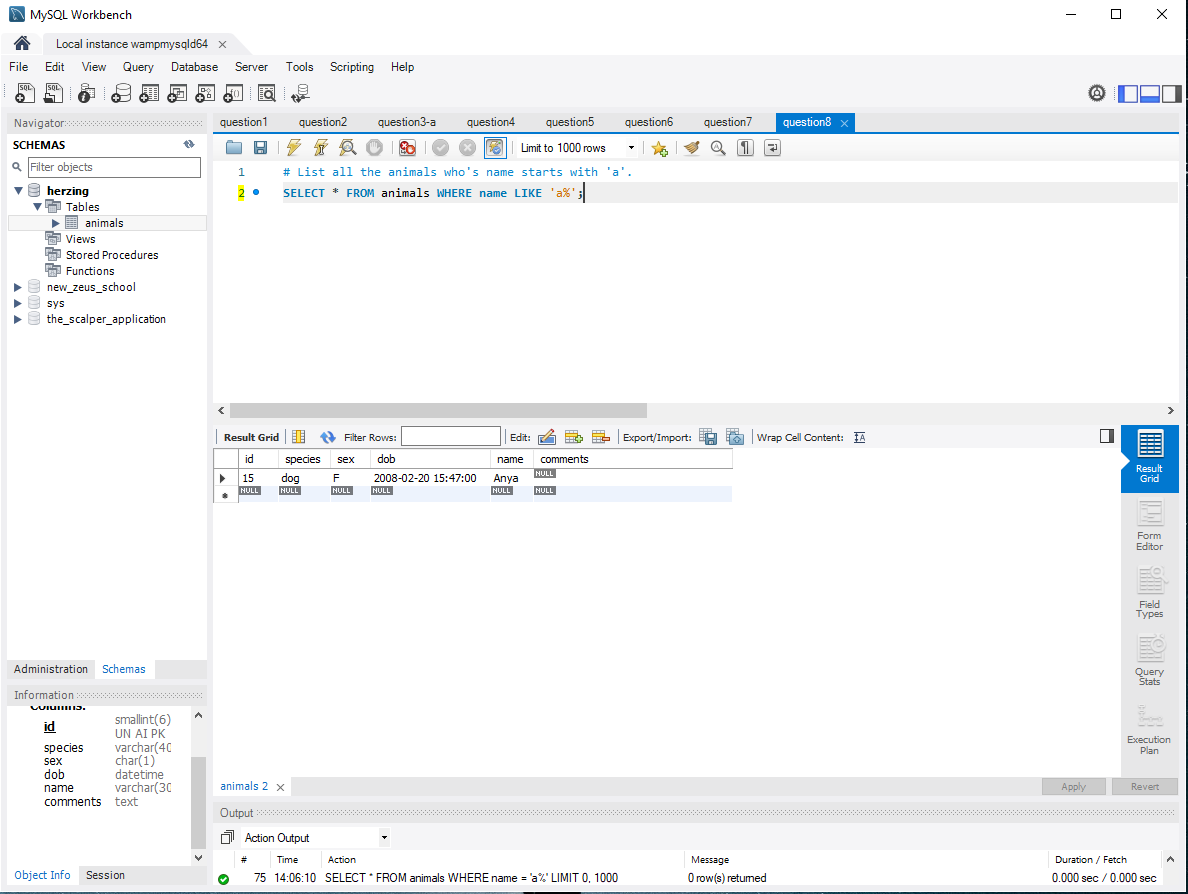 MySQL Workbench
Local instance wampmysqld64
File Edit View Query Database Server Tools Scripting Help
Navigator
SCHEMAS
Filter objects
herzing
Tables
animals
Views
Stored Procedures
Functions
new_zeus_school
sys
the_scalper_application
Administration Schemas
Information
Columns:
id smallint(6)
UN AI PK
species varchar(40
sex char(1)
dob datetime
name varchar(30
comments text
Object Info Session
question1 question2 question3-a question4 question5 question6 question7 question8
Limit to 1000 rows
1 # List all the animals who's name starts with 'a'.
2 SELECT * FROM animals WHERE name LIKE 'a%';
Result Grid Filter Rows: Edit: Export/Import: Wrap Cell Content:
id species sex dob name comments
15 dog F 2008-02-20 15:47:00 Anya NULL
NULL NULL NULL NULL NULL NULL
Result
Grid
Form
Editor
Field
Types
Query
Stats
Execution
Plan
animals 2
Apply Revert
Output
Action Output
# Time Action Message Duration / Fetch
75 14:06:10 SELECT * FROM animals WHERE name = 'a%' LIMIT 0, 1000 0 row(s) returned 0.000 sec / 0.000 sec